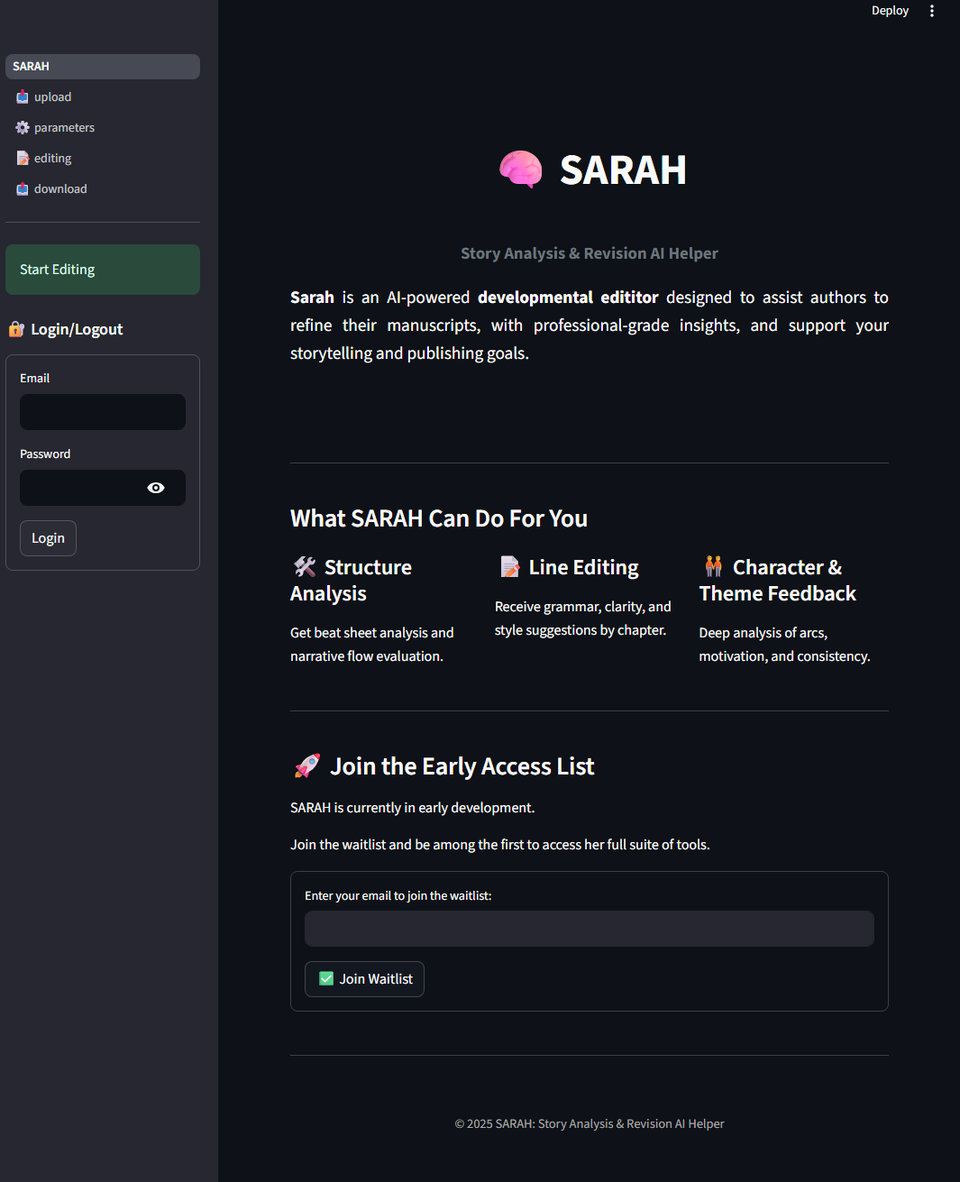 Deploy
SARAH
upload
parameters
editing
download
Start Editing
Login/Logout
Email
Password
Login
SARAH
Story Analysis & Revision AI Helper
Sarah is an AI-powered developmental edititor designed to assist authors to
refine their manuscripts, with professional-grade insights, and support your
storytelling and publishing goals.
What SARAH Can Do For You
Structure
Analysis
Get beat sheet analysis and
narrative flow evaluation.
Line Editing
Receive grammar, clarity, and
style suggestions by chapter.
Character &
Theme Feedback
Deep analysis of arcs,
motivation, and consistency.
Join the Early Access List
SARAH is currently in early development.
Join the waitlist and be among the first to access her full suite of tools.
Enter your email to join the waitlist:
Join Waitlist
© 2025 SARAH: Story Analysis & Revision AI Helper